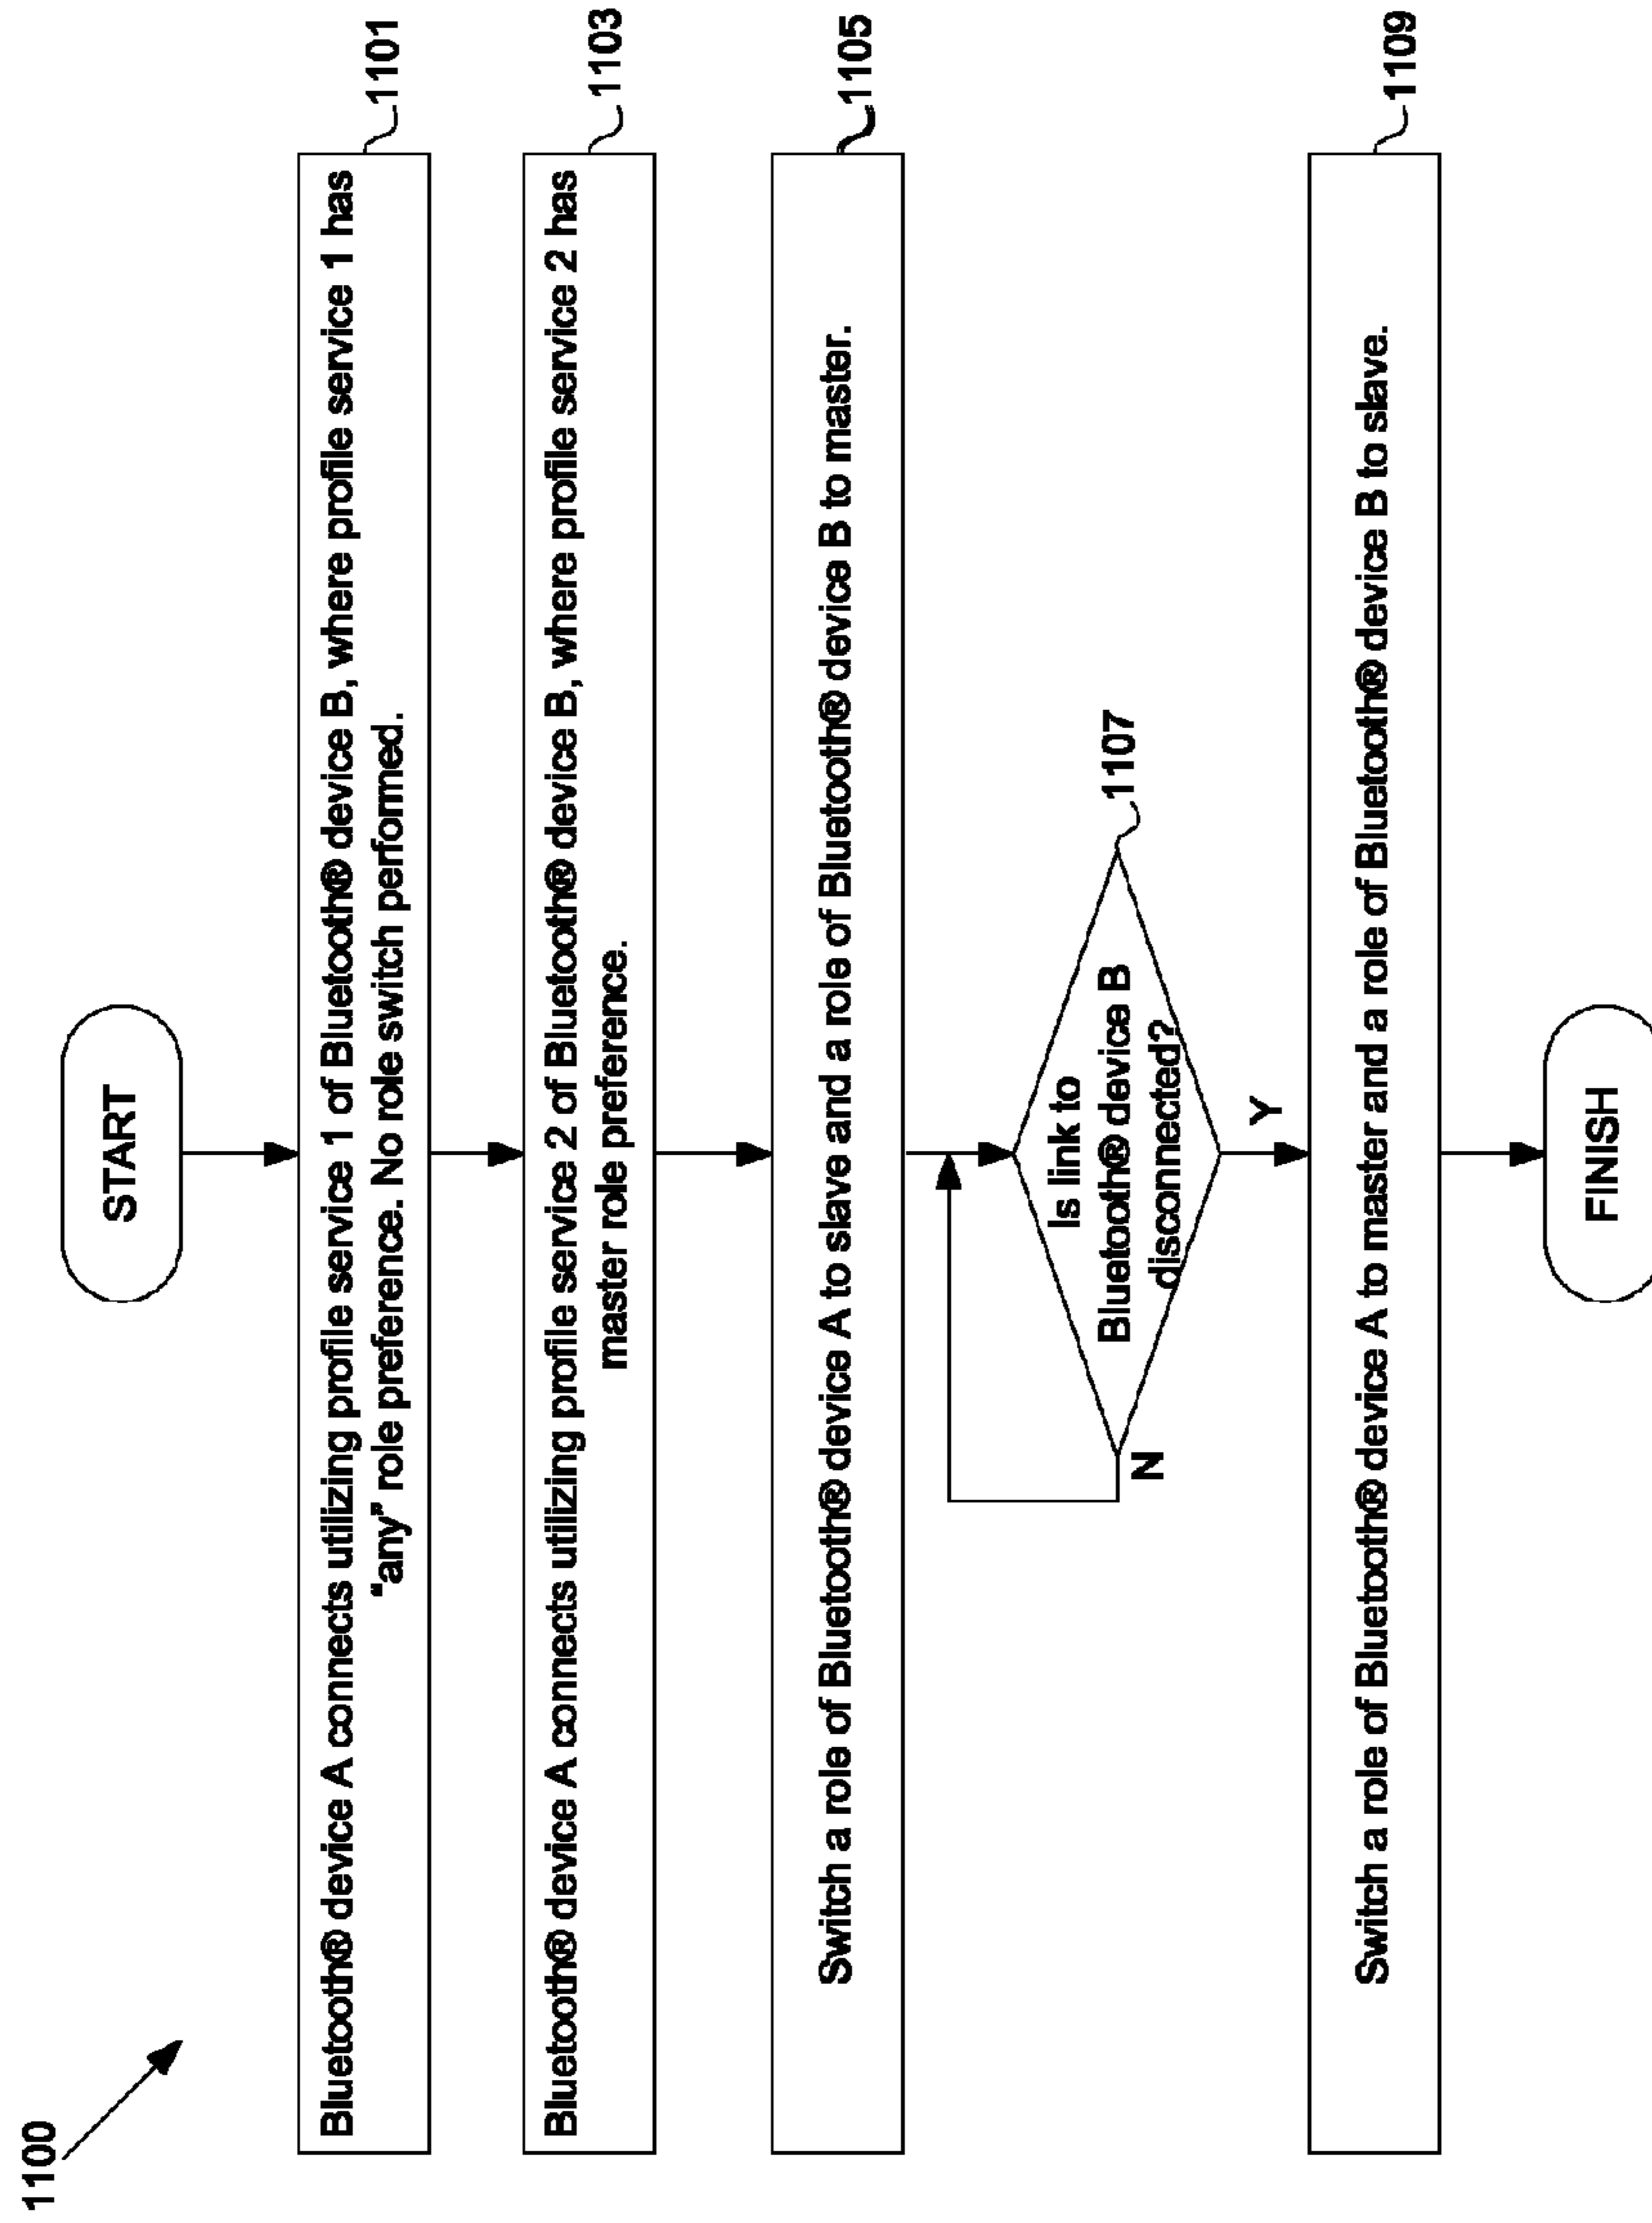 1100
START
Bluetooth® device A connects utilizing profile service 1 of Bluetooth® device B, where profile service 1 has
"any" role preference. No role switch performed.
1101
Bluetooth® device A connects utilizing profile service 2 of Bluetooth® device B, where profile service 2 has
master role preference.
1103
Switch a role of Bluetooth® device A to slave and a role of Bluetooth® device B to master.
1105
Is link to
Bluetooth® device B
disconnected?
1107
N
Y
Switch a role of Bluetooth® device A to master and a role of Bluetooth® device B to slave.
1109
FINISH